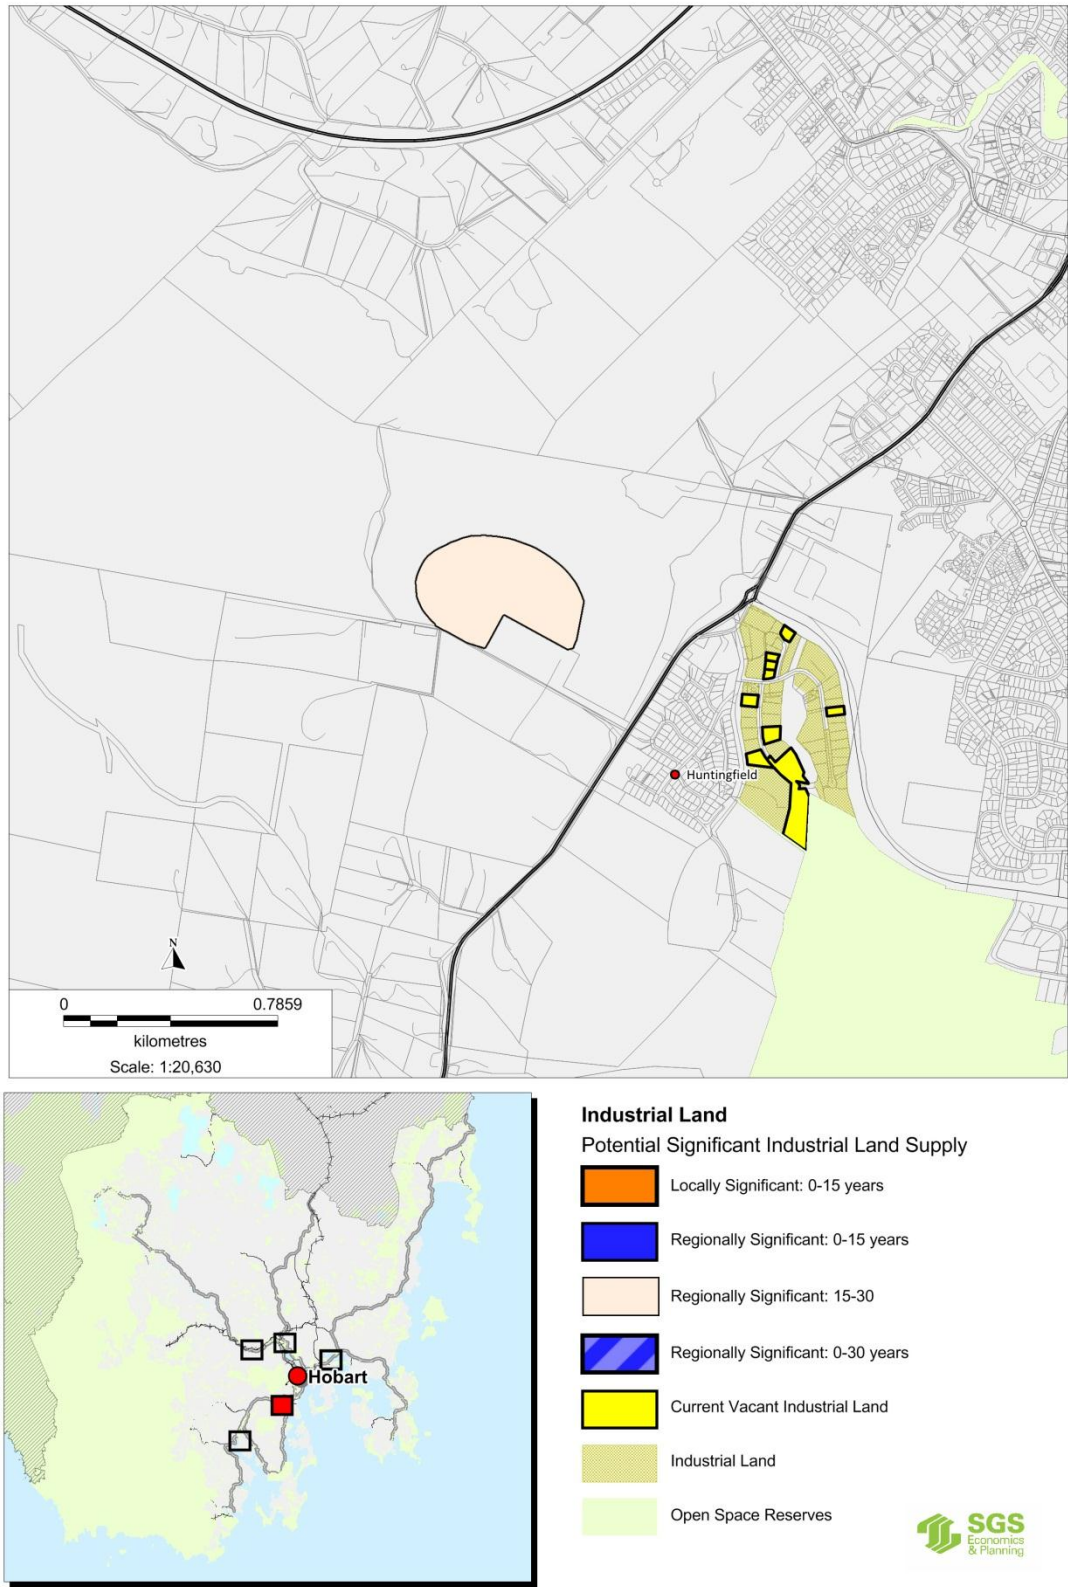 Huntingfield
N
0 0.7859
kilometres
Scale: 1:20,630
Hobart
Industrial Land
Potential Significant Industrial Land Supply
Locally Significant: 0-15 years
Regionally Significant: 0-15 years
Regionally Significant: 15-30
Regionally Significant: 0-30 years
Current Vacant Industrial Land
Industrial Land
Open Space Reserves
SGS
Economics
& Planning